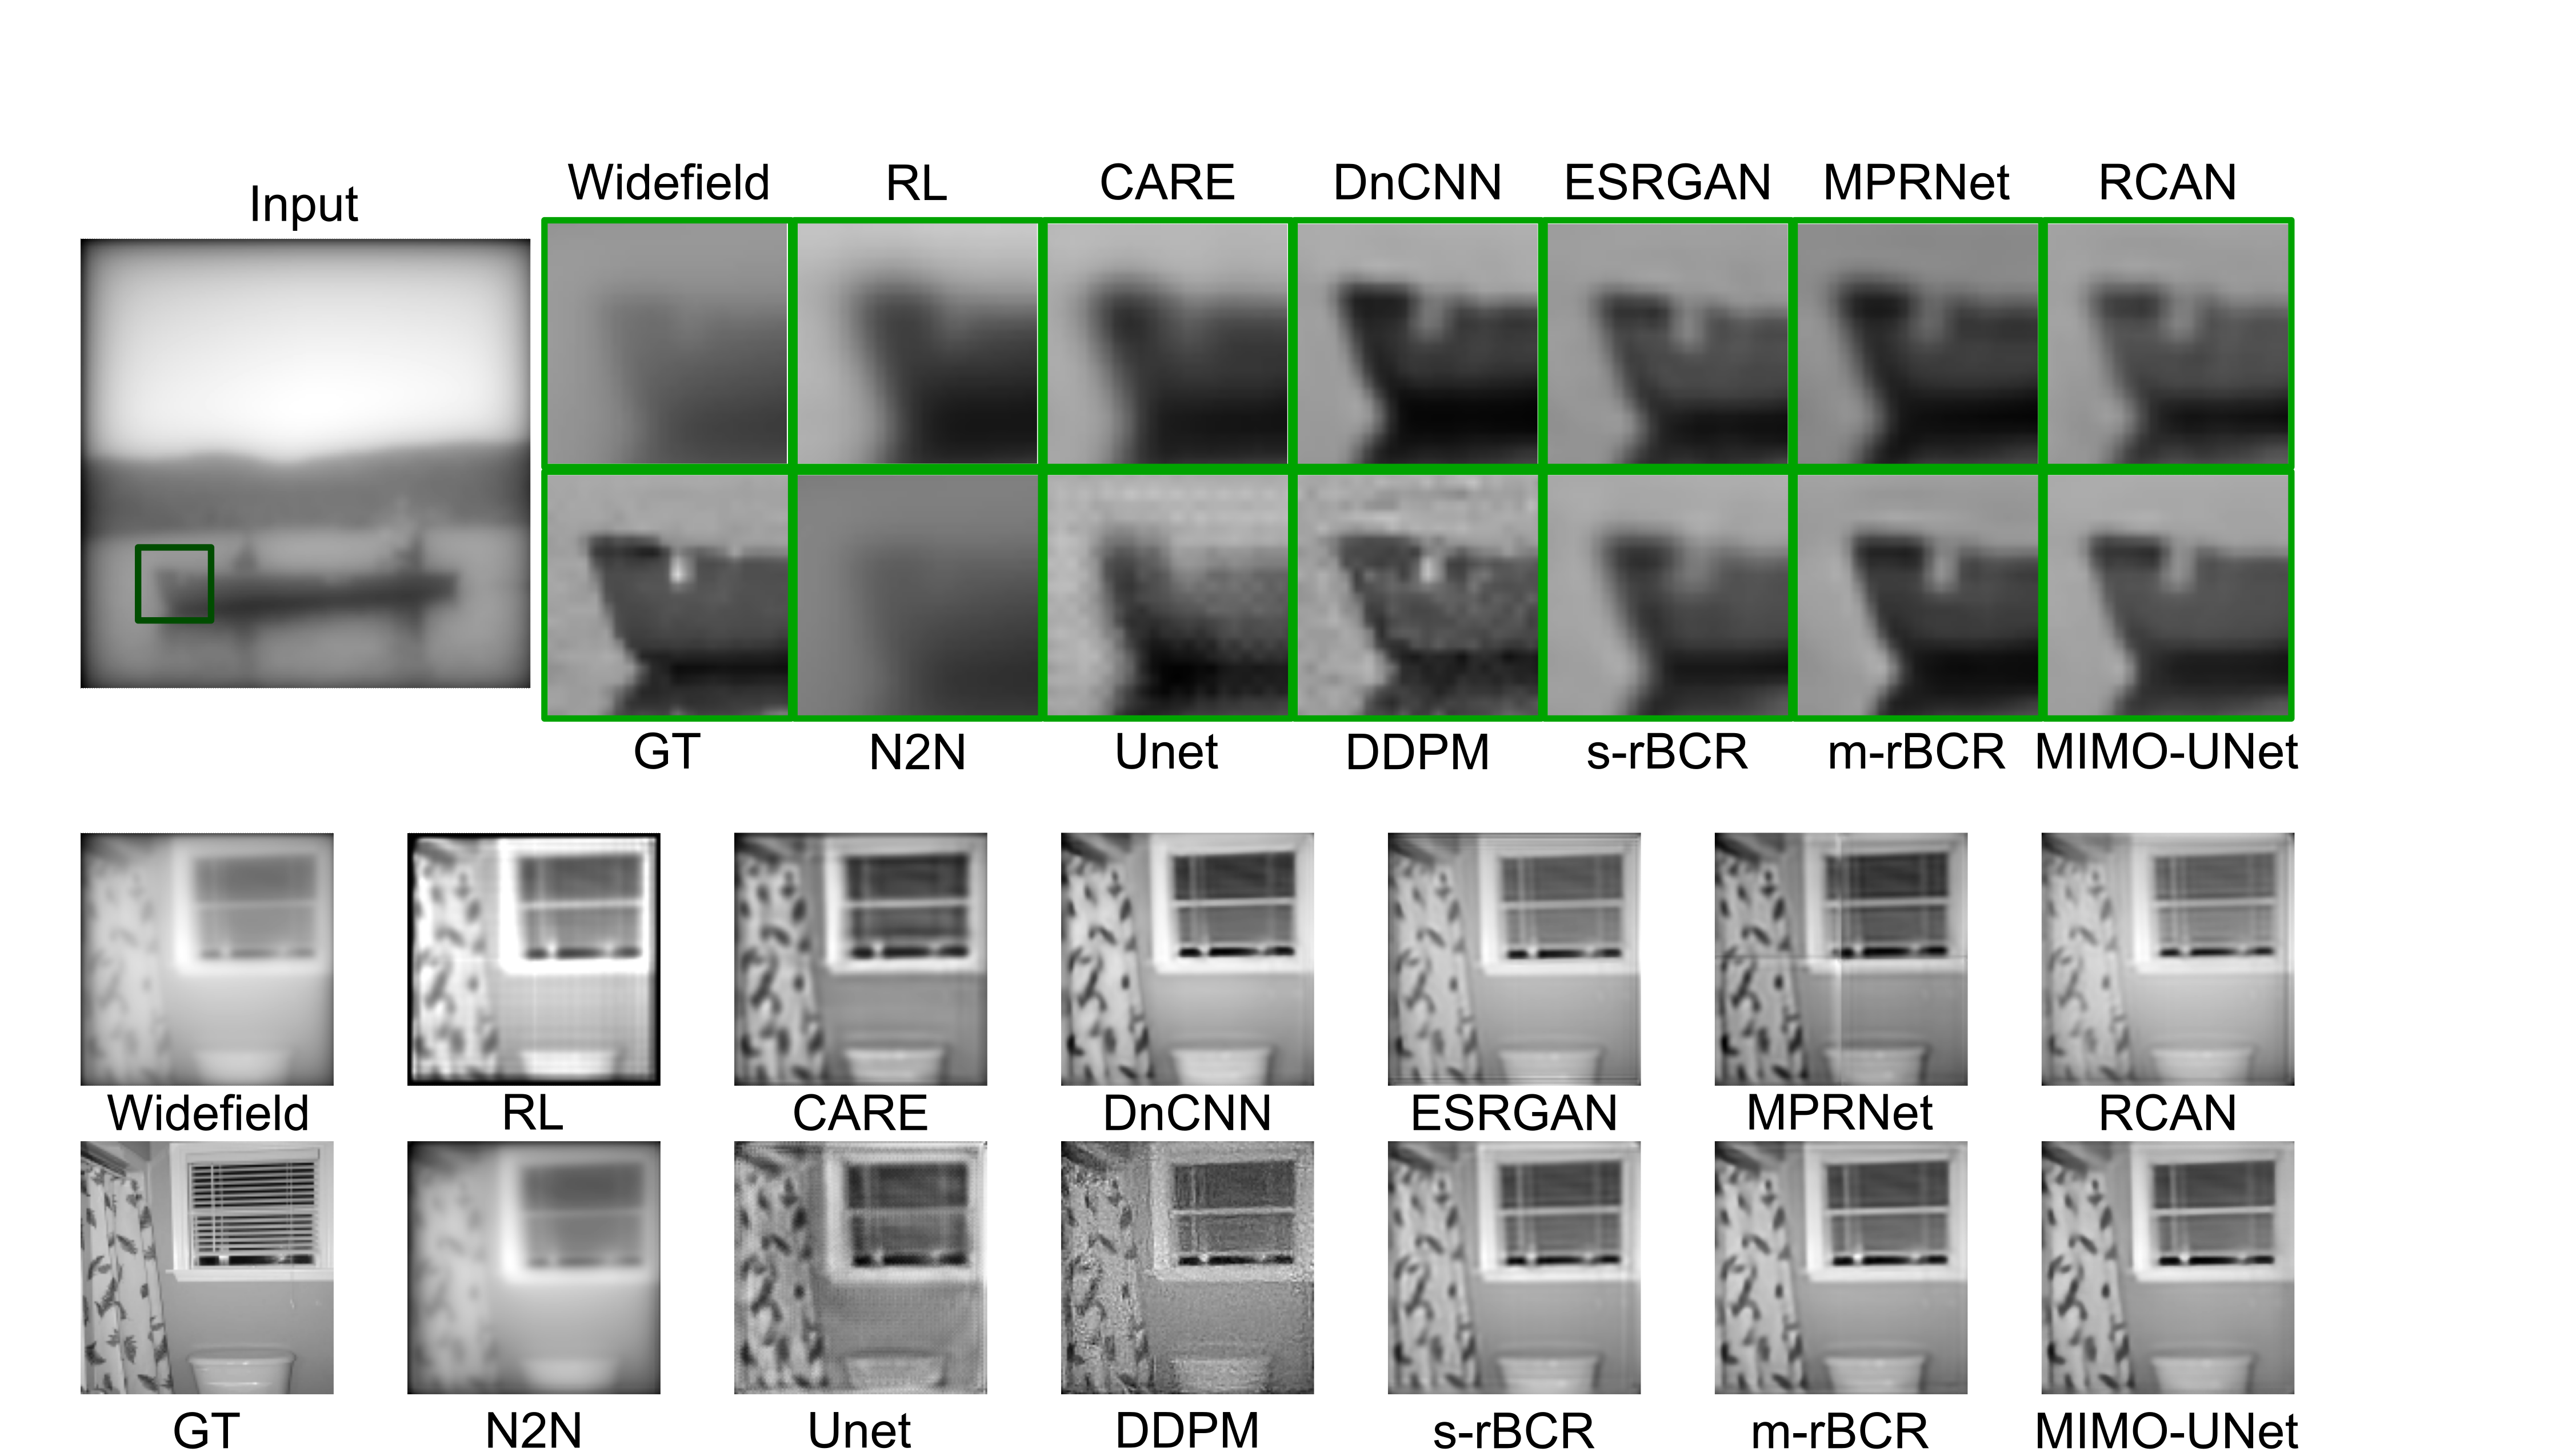 Input
Widefield RL CARE DnCNN ESRGAN MPRNet RCAN
GT N2N Unet DDPM s-rBCR m-rBCR MIMO-UNet
Widefield RL CARE DnCNN ESRGAN MPRNet RCAN
GT N2N Unet DDPM s-rBCR m-rBCR MIMO-UNet